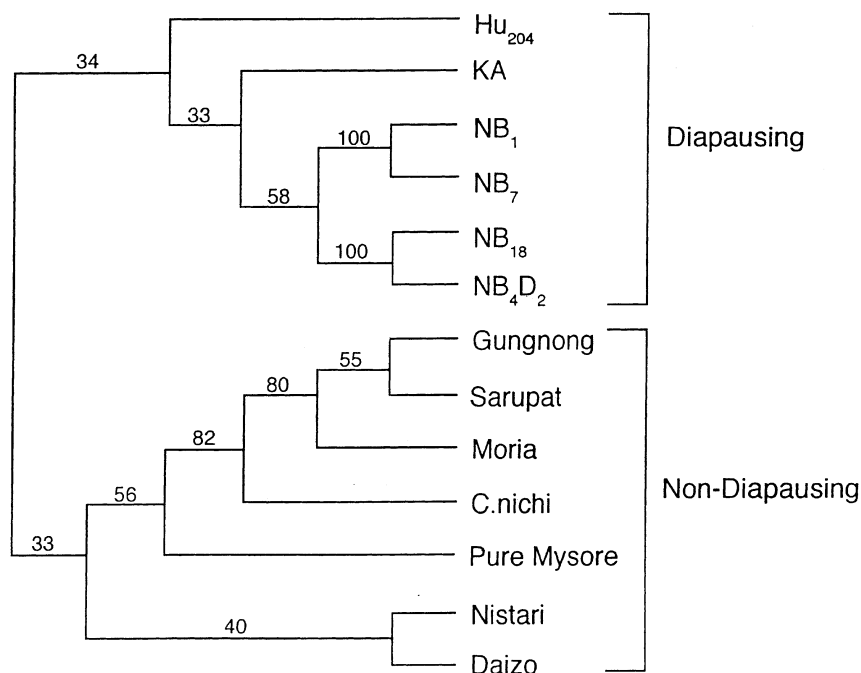 Hu204
34
KA
33
100
NB1
Diapausing
58
NB7
100
NB18
NB4D2
Gungnong
55
80
Sarupat
82
Moria
Non-Diapausing
56
C.nichi
33
Pure Mysore
Nistari
40
Daizo